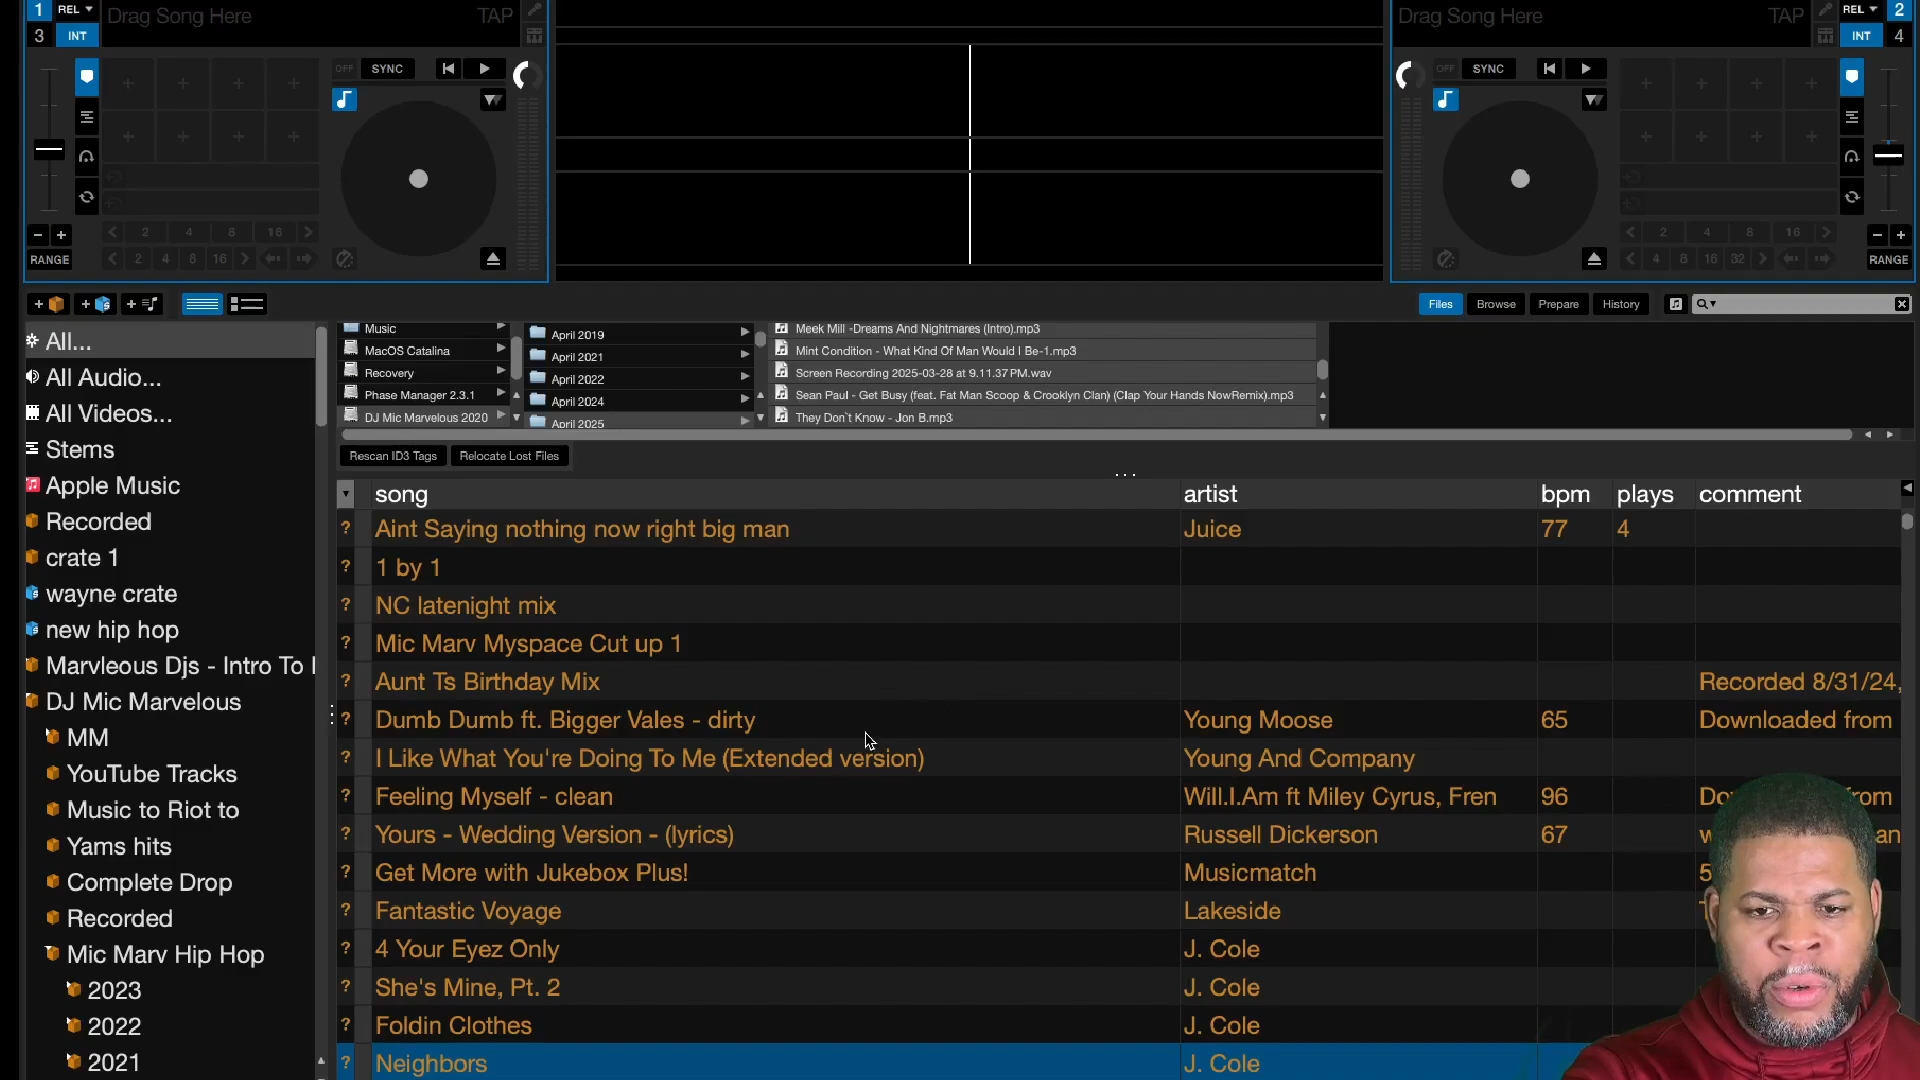 1 REL Drag Song Here TAP
3 INT
OFF SYNC
2 4 8 16
2 4 8 16
RANGE
Drag Song Here TAP REL 2
INT 4
OFF SYNC
2 4 8 16
4 8 16 32
RANGE
Files Browse Prepare History
All...
All Audio...
All Videos...
Stems
Apple Music
Recorded
crate 1
wayne crate
new hip hop
Marvleous Djs - Intro To
DJ Mic Marvelous
MM
YouTube Tracks
Music to Riot to
Yams hits
Complete Drop
Recorded
Mic Marv Hip Hop
2023
2022
2021
Music
MacOS Catalina
Recovery
Phase Manager 2.3.1
DJ Mic Marvelous 2020
April 2019
April 2021
April 2022
April 2024
April 2025
Meek Mill -Dreams And Nightmares (Intro).mp3
Mint Condition - What Kind Of Man Would I Be-1.mp3
Screen Recording 2025-03-28 at 9.11.37 PM.wav
Sean Paul - Get Busy (feat. Fat Man Scoop & Crooklyn Clan) (Clap Your Hands NowRemix).mp3
They Don`t Know - Jon B.mp3
Rescan ID3 Tags Relocate Lost Files
song artist bpm plays comment
? Aint Saying nothing now right big man Juice 77 4
? 1 by 1
? NC latenight mix
? Mic Marv Myspace Cut up 1
? Aunt Ts Birthday Mix Recorded 8/31/24,
? Dumb Dumb ft. Bigger Vales - dirty Young Moose 65 Downloaded from
? I Like What You're Doing To Me (Extended version) Young And Company
? Feeling Myself - clean Will.I.Am ft Miley Cyrus, Fren 96 from
? Yours - Wedding Version - (lyrics) Russell Dickerson 67
? Get More with Jukebox Plus! Musicmatch
? Fantastic Voyage Lakeside
? 4 Your Eyez Only J. Cole
? She's Mine, Pt. 2 J. Cole
? Foldin Clothes J. Cole
? Neighbors J. Cole